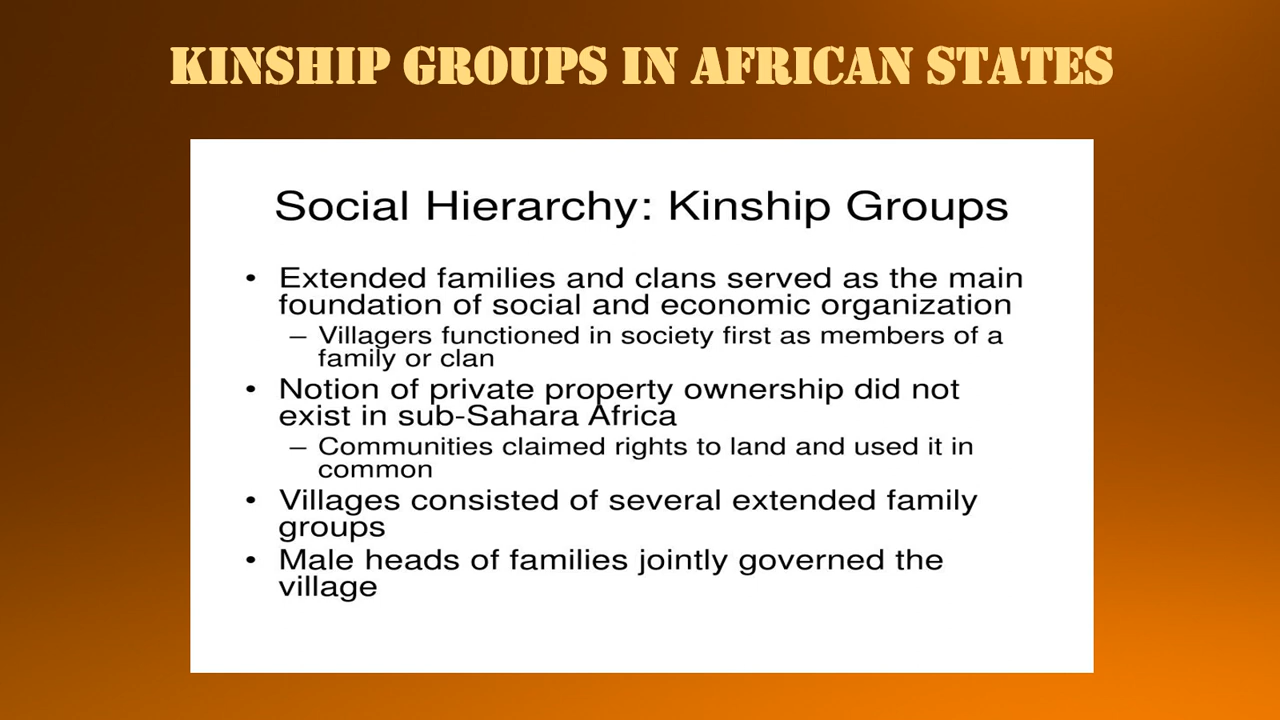 KINSHIP GROUPS IN AFRICAN STATES
Social Hierarchy: Kinship Groups
• Extended families and clans served as the main
foundation of social and economic organization
– Villagers functioned in society first as members of a
family or clan
• Notion of private property ownership did not
exist in sub-Sahara Africa
– Communities claimed rights to land and used it in
common
• Villages consisted of several extended family
groups
• Male heads of families jointly governed the
village